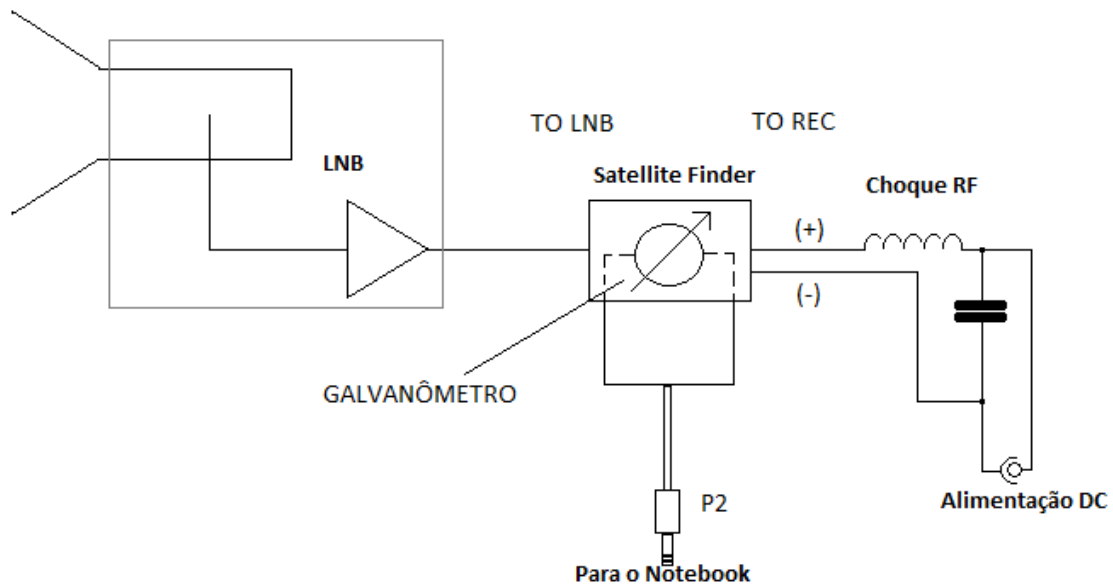 TO LNB
TO REC
LNB
Satellite Finder
Choque RF
(+)
(-)
GALVANÔMETRO
P2
Alimentação DC
Para o Notebook